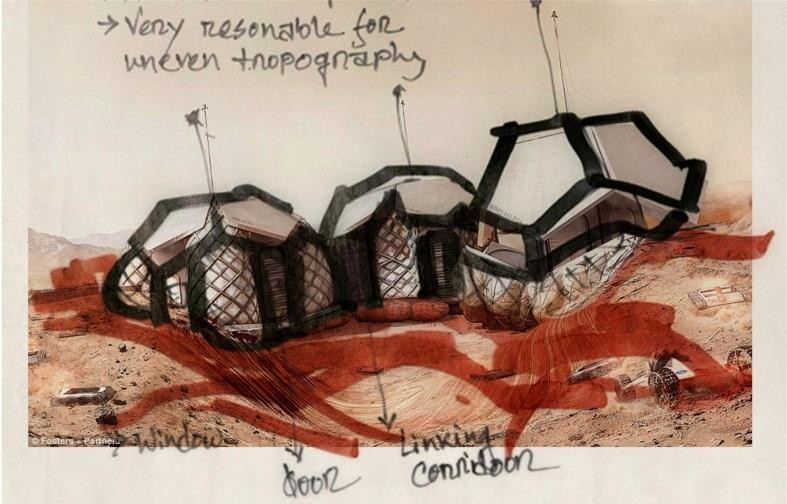 → Very resonable for
uneven tropography
© Fosters + Partners
Window
Door
Linking
Corridoor